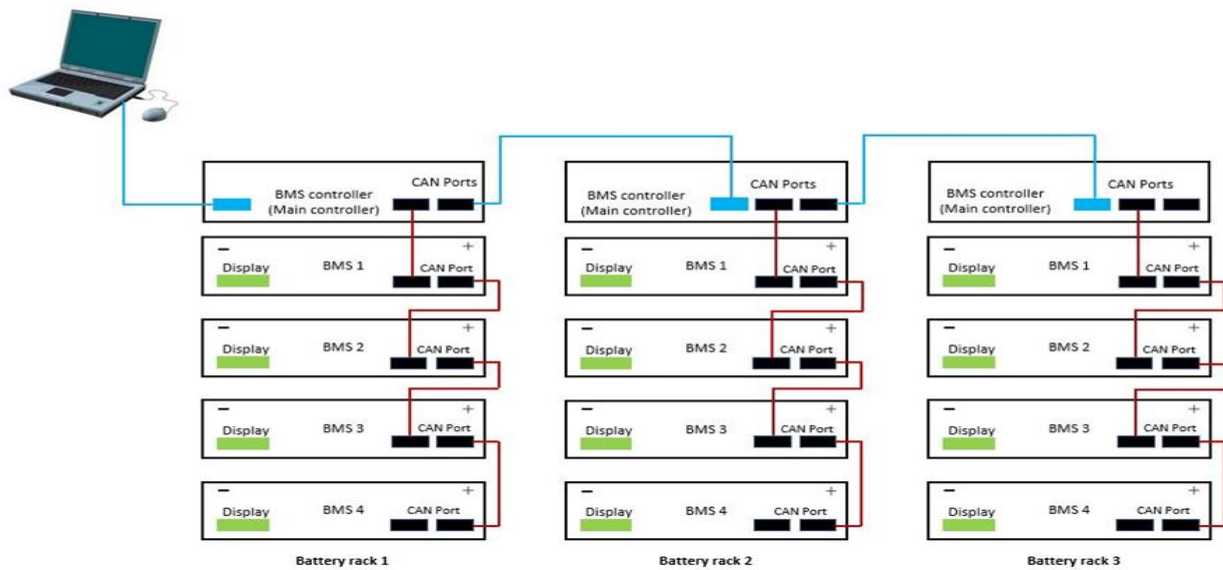 BMS controller
(Main controller)
CAN Ports
BMS controller
(Main controller)
CAN Ports
BMS controller
(Main controller)
CAN Ports
− +
Display BMS 1 CAN Port
− +
Display BMS 1 CAN Port
− +
Display BMS 1 CAN Port
− +
Display BMS 2 CAN Port
− +
Display BMS 2 CAN Port
− +
Display BMS 2 CAN Port
− +
Display BMS 3 CAN Port
− +
Display BMS 3 CAN Port
− +
Display BMS 3 CAN Port
− +
Display BMS 4 CAN Port
− +
Display BMS 4 CAN Port
− +
Display BMS 4 CAN Port
Battery rack 1
Battery rack 2
Battery rack 3